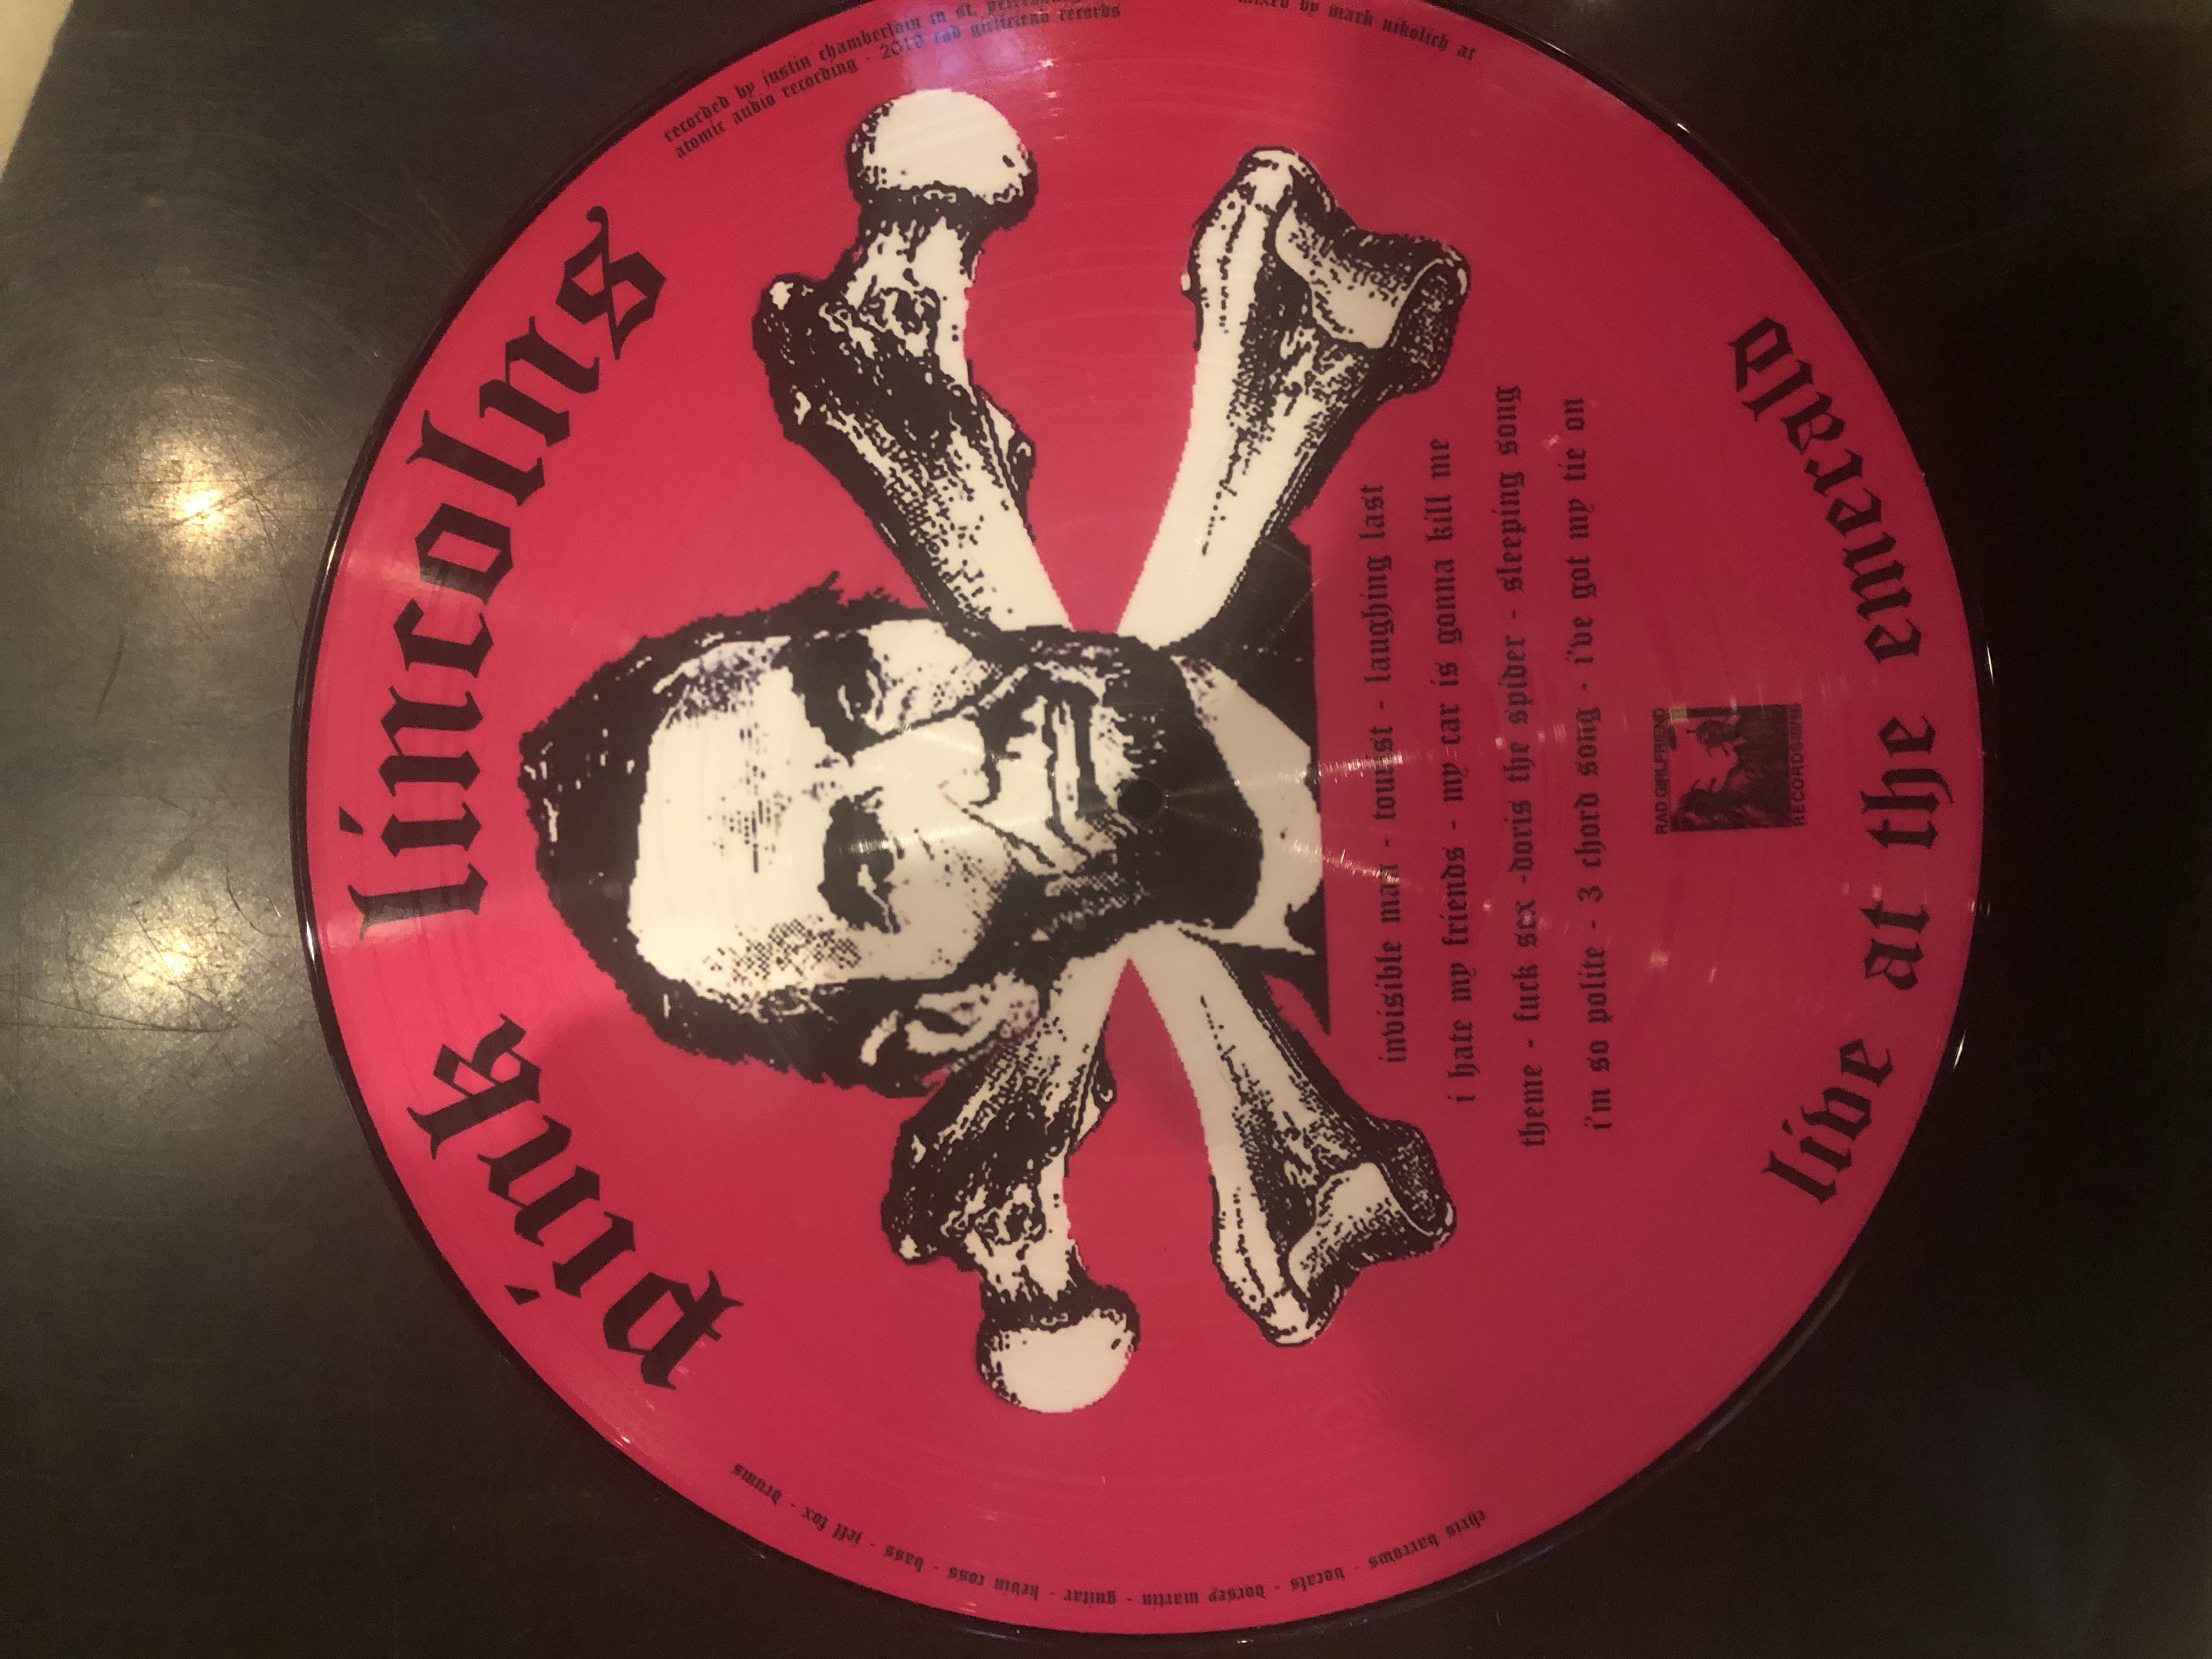 pink lincolns
invisible man - tourist - laughing last
i hate my friends - my car is gonna kill me
theme - fuck sex -doris the spider - sleeping song
i'm so polite - 3 chord song - i've got my tie on
RAD GIRLFRIEND
RECORDS
live at the emerald
chris barrows - vocals - dorsey martin - guitar - kevin ross - bass - jeff fox - drums
recorded by justin chamberlain in st.
mixed by mark nikolich at
atomic audio recording - 2019 rad girlfriend records